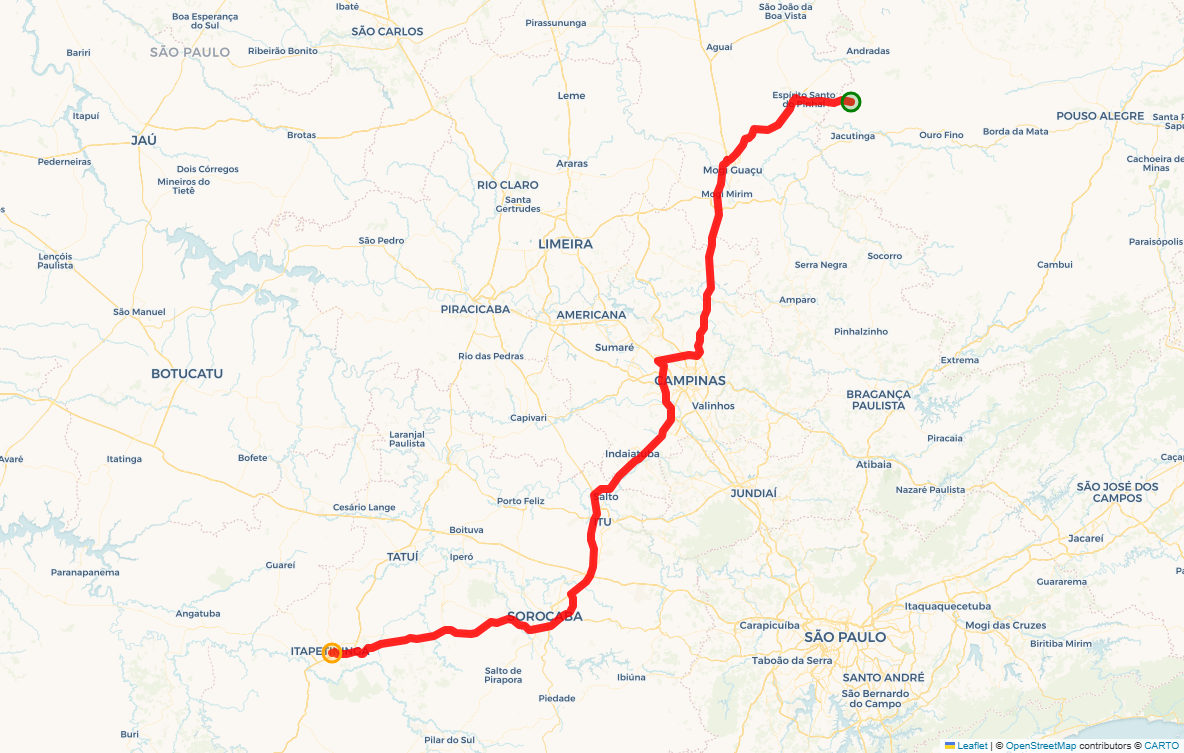 Ibaté
São João da
Boa Vista
Boa Esperança
do Sul
Pirassununga
SÃO CARLOS
Aguaí
Andradas
Bariri
SÃO PAULO
Ribeirão Bonito
Leme
Espírito Santo
do Pinhal
Itapuí
POUSO ALEGRE
Santa R
Sapu
JAÚ
Brotas
Jacutinga
Ouro Fino
Borda da Mata
Pederneiras
Dois Córregos
Araras
Mogi Guaçu
Cachoeira de
Minas
Mineiros do
Tietê
RIO CLARO
Mogi Mirim
Santa
Gertrudes
São Pedro
LIMEIRA
Paraisópolis
Lençóis
Paulista
Serra Negra
Socorro
Cambui
São Manuel
PIRACICABA
AMERICANA
Amparo
Pinhalzinho
Rio das Pedras
Sumaré
Extrema
BOTUCATU
CAMPINAS
BRAGANÇA
PAULISTA
Capivari
Valinhos
Laranjal
Paulista
Piracaia
Avaré
Itatinga
Bofete
Indaiatuba
Atibaia
Caçap
Porto Feliz
Salto
JUNDIAÍ
Nazaré Paulista
SÃO JOSÉ DOS
CAMPOS
Cesário Lange
Boituva
ITU
Jacareí
TATUÍ
Iperó
Paranapanema
Guareí
Guararema
Angatuba
SOROCABA
Itaquaquecetuba
Carapicuíba
SÃO PAULO
Mogi das Cruzes
Biritiba Mirim
ITAPETININGA
Taboão da Serra
Salto de
Pirapora
Ibiúna
SANTO ANDRÉ
Piedade
São Bernardo
do Campo
Buri
Pilar do Sul
Leaflet | © OpenStreetMap contributors © CARTO